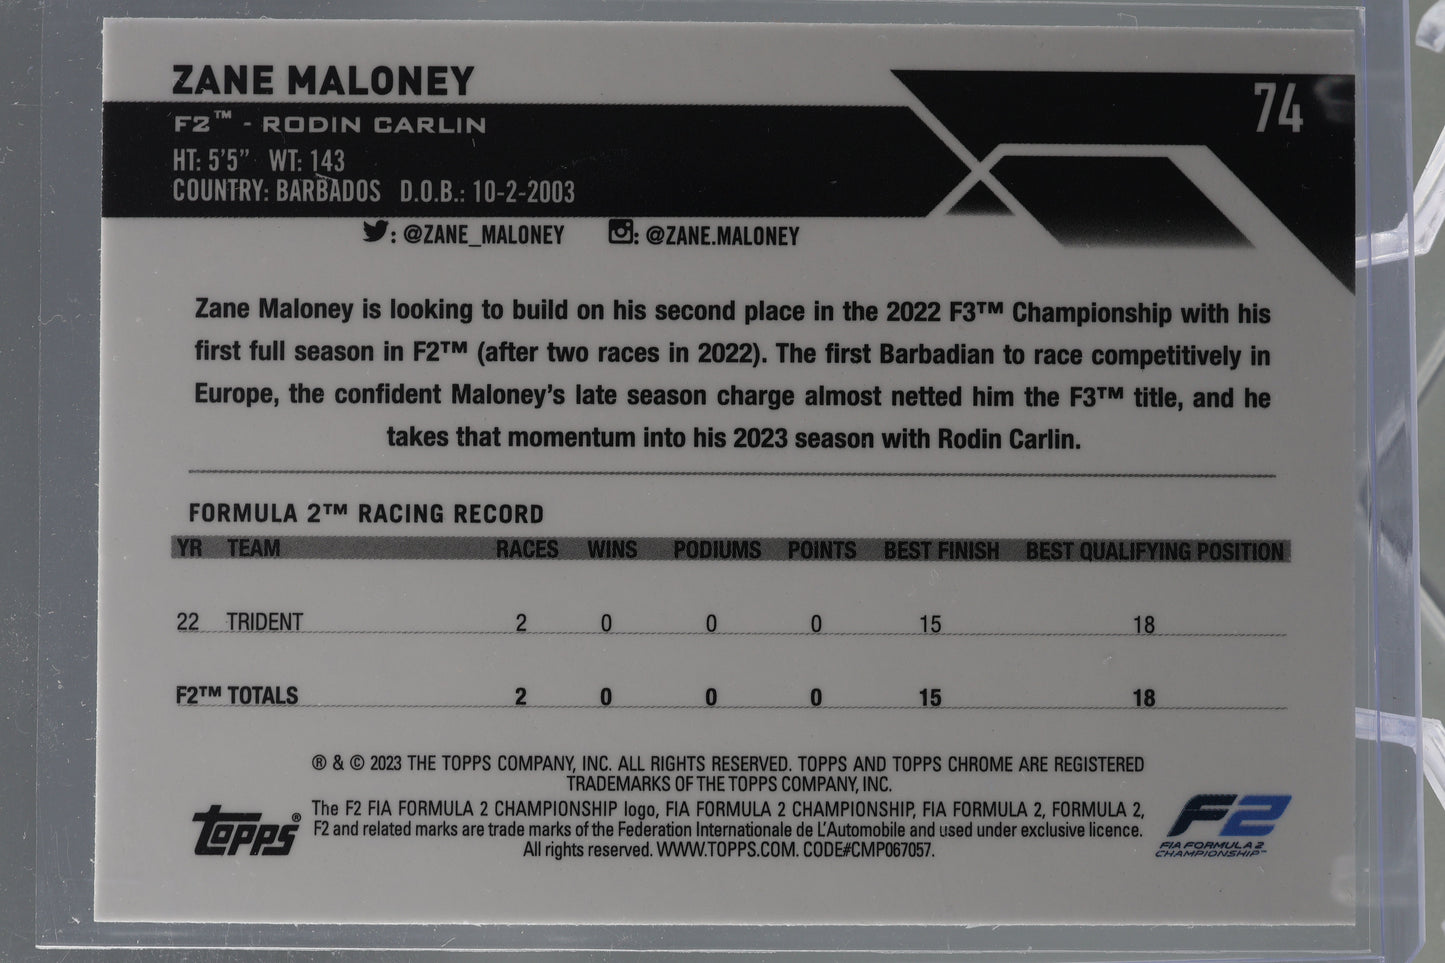 ZANE MALONEY
74
F2™ - RODIN CARLIN
HT: 5'5" WT: 143
COUNTRY: BARBADOS D.O.B.: 10-2-2003
: @ZANE_MALONEY : @ZANE.MALONEY
Zane Maloney is looking to build on his second place in the 2022 F3™ Championship with his
first full season in F2™ (after two races in 2022). The first Barbadian to race competitively in
Europe, the confident Maloney's late season charge almost netted him the F3™ title, and he
takes that momentum into his 2023 season with Rodin Carlin.
FORMULA 2™ RACING RECORD
YR TEAM RACES WINS PODIUMS POINTS BEST FINISH BEST QUALIFYING POSITION
22 TRIDENT 2 0 0 0 15 18
F2™ TOTALS 2 0 0 0 15 18
® & © 2023 THE TOPPS COMPANY, INC. ALL RIGHTS RESERVED. TOPPS AND TOPPS CHROME ARE REGISTERED
TRADEMARKS OF THE TOPPS COMPANY, INC.
The F2 FIA FORMULA 2 CHAMPIONSHIP logo, FIA FORMULA 2 CHAMPIONSHIP, FIA FORMULA 2, FORMULA 2,
F2 and related marks are trade marks of the Federation Internationale de L'Automobile and used under exclusive licence.
All rights reserved. WWW.TOPPS.COM. CODE#CMP067057.
topps®
F2
FIA FORMULA 2
CHAMPIONSHIP™